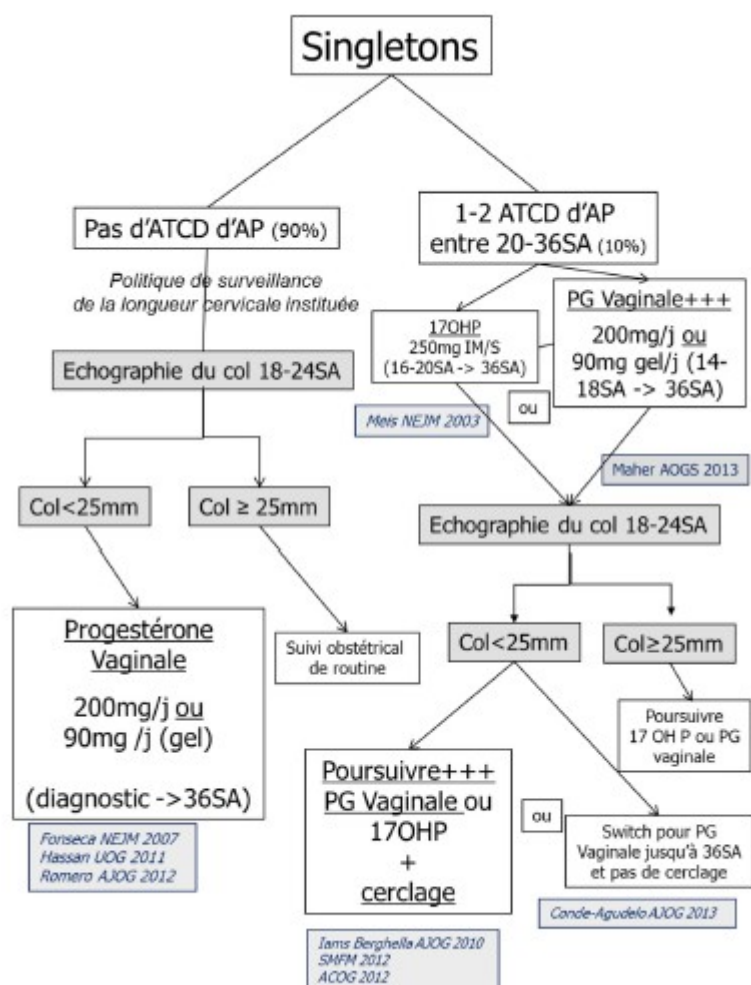 Singletons
Pas d'ATCD d'AP (90%)
Politique de surveillance
de la longueur cervicale instituée
Echographie du col 18-24SA
Col<25mm
Col ≥ 25mm
Progestérone
Vaginale
200mg/j ou
90mg /j (gel)
(diagnostic ->36SA)
Fonseca NEJM 2007
Hassan UOG 2011
Romero AJOG 2012
Suivi obstétrical
de routine
1-2 ATCD d'AP
entre 20-36SA (10%)
17OHP
250mg IM/S
(16-20SA -> 36SA)
Meis NEJM 2003
ou
PG Vaginale+++
200mg/j ou
90mg gel/j (14-
18SA -> 36SA)
Maher AOGS 2013
Echographie du col 18-24SA
Col<25mm
Col≥25mm
Poursuivre
17 OH P ou PG
vaginale
Poursuivre+++
PG Vaginale ou
17OHP
+
cerclage
Iams Berghella AJOG 2010
SMFM 2012
ACOG 2012
ou
Switch pour PG
Vaginale jusqu'à 36SA
et pas de cerclage
Conde-Agudelo AJOG 2013